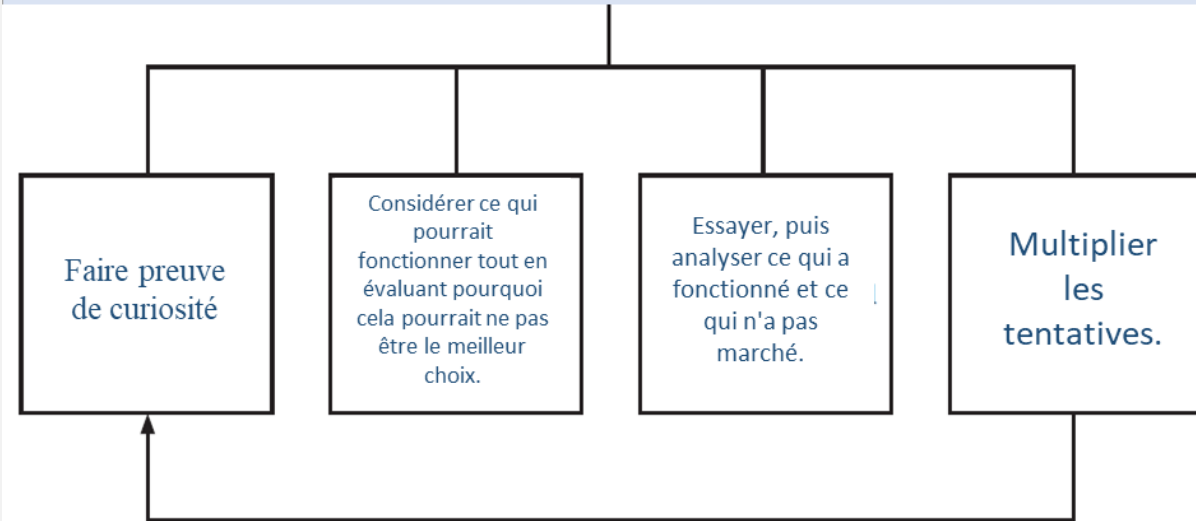 Faire preuve
de curiosité
Considérer ce qui
pourrait
fonctionner tout en
évaluant pourquoi
cela pourrait ne pas
être le meilleur
choix.
Essayer, puis
analyser ce qui a
fonctionné et ce
qui n'a pas
marché.
Multiplier
les
tentatives.